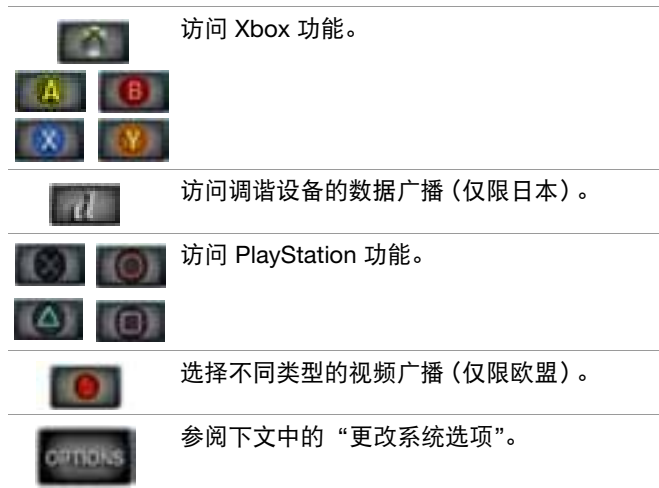 访问 Xbox 功能。
A B
X Y
访问调谐设备的数据广播（仅限日本）。
d
访问 PlayStation 功能。
选择不同类型的视频广播（仅限欧盟）。
参阅下文中的“更改系统选项”。
OPTIONS